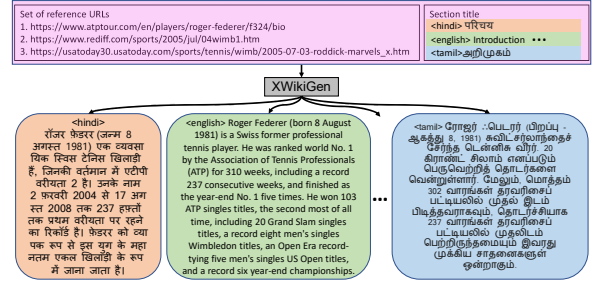 Set of reference URLs
1. https://www.atptour.com/en/players/roger-federer/f324/bio
2. https://www.rediff.com/sports/2005/jul/04wimb1.htm
3. https://usatoday30.usatoday.com/sports/tennis/wimb/2005-07-03-roddick-marvels_x.htm
Section title
<hindi> परिचय
<english> Introduction •••
<tamil>அறிமுகம்
XWikiGen
<hindi>
रॉजर फ़ेडरर (जन्म 8
अगस्त 1981) एक व्यवसा
यिक स्विस टेनिस खिलाड़ी
हैं, जिनकी वर्तमान में एटीपी
वरीयता 2 है। उनके नाम
2 फ़रवरी 2004 से 17 अग
स्त 2008 तक 237 हफ़्तों
तक प्रथम वरीयता पर रहने
का रिकॉर्ड है। फ़ेडरर को व्या
पक रूप से इस युग के महा
नतम एकल खिलाड़ी के रूप
में जाना जाता है।
<english> Roger Federer (born 8 August
1981) is a Swiss former professional
tennis player. He was ranked world No. 1
by the Association of Tennis Professionals
(ATP) for 310 weeks, including a record
237 consecutive weeks, and finished as
the year-end No. 1 five times. He won 103
ATP singles titles, the second most of all
time, including 20 Grand Slam singles
titles, a record eight men's singles
Wimbledon titles, an Open Era record-
tying five men's singles US Open titles,
and a record six year-end championships.
•••
<tamil> ரோஜர் ஃபெடரர் (பிறப்பு -
ஆகத்து 8, 1981) சுவிட்சர்லாந்தைச்
சேர்ந்த டென்னிசு வீரர். 20
கிராண்ட் சிலாம் எனப்படும்
பெருவெற்றித் தொடர்களை
வென்றுள்ளார். மேலும், மொத்தம்
302 வாரங்கள் தரவரிசைப்
பட்டியலில் முதல் இடம்
பிடித்தவராகவும், தொடர்ச்சியாக
237 வாரங்கள் தரவரிசைப்
பட்டியலில் முதலிடம்
பெற்றிருந்தமையும் இவரது
முக்கிய சாதனைகளுள்
ஒன்றாகும்.